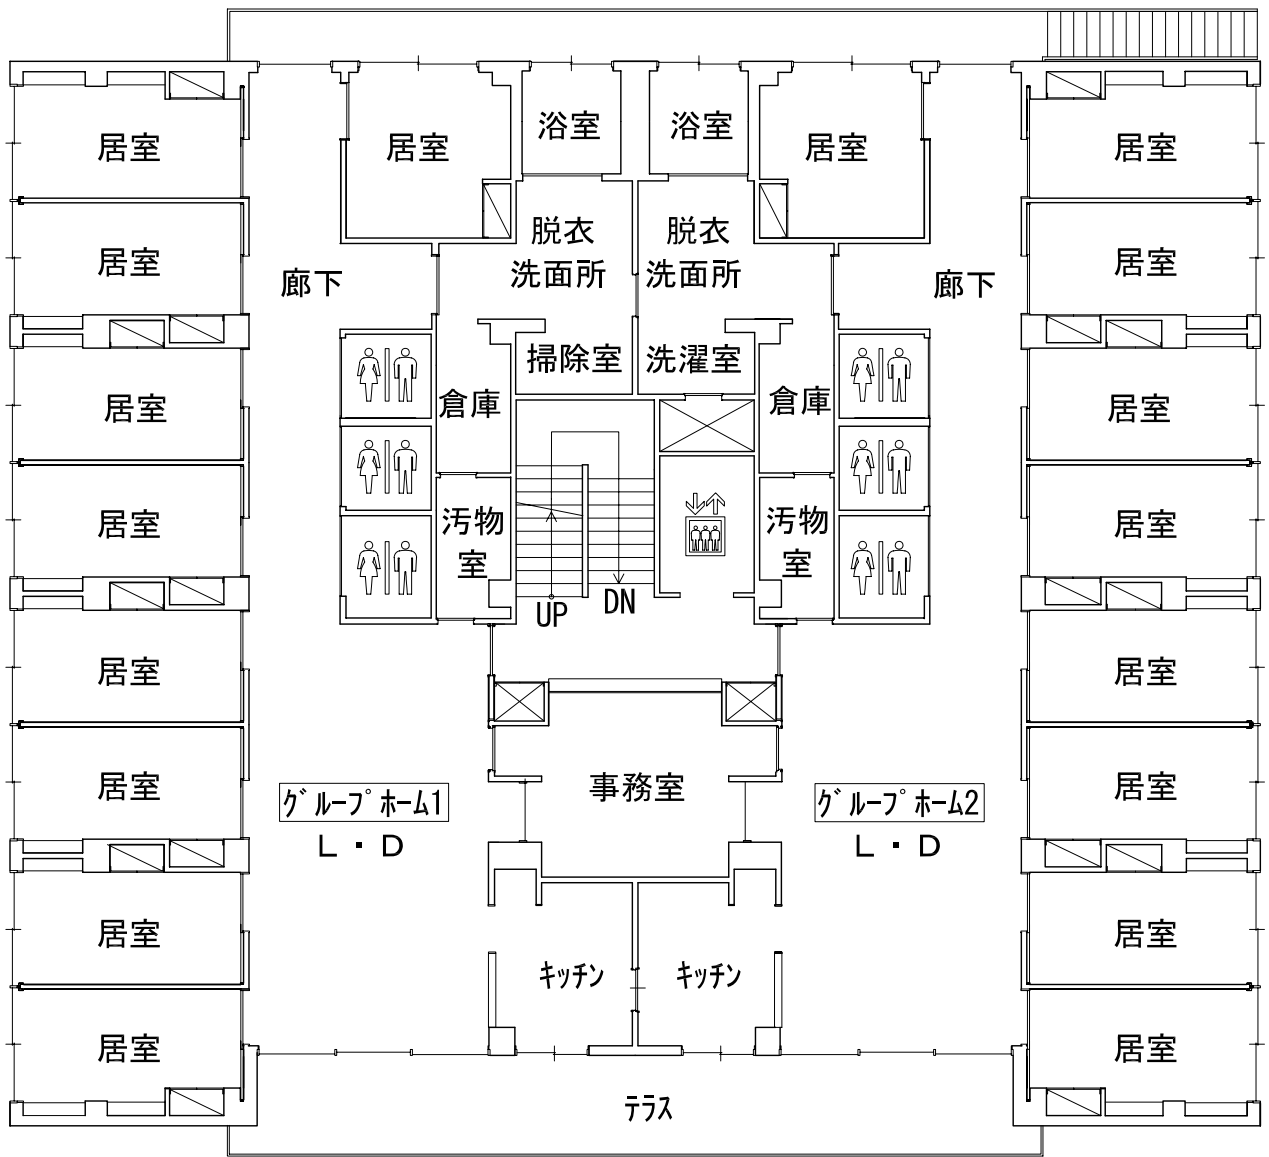 浴室
浴室
居室
居室
居室
居室
脱衣
洗面所
脱衣
洗面所
居室
居室
廊下
廊下
掃除室
洗濯室
居室
倉庫
倉庫
居室
居室
汚物
室
汚物
室
居室
UP
DN
居室
居室
事務室
居室
居室
グループホーム1
L・D
グループホーム2
L・D
居室
居室
キッチン
キッチン
居室
居室
テラス